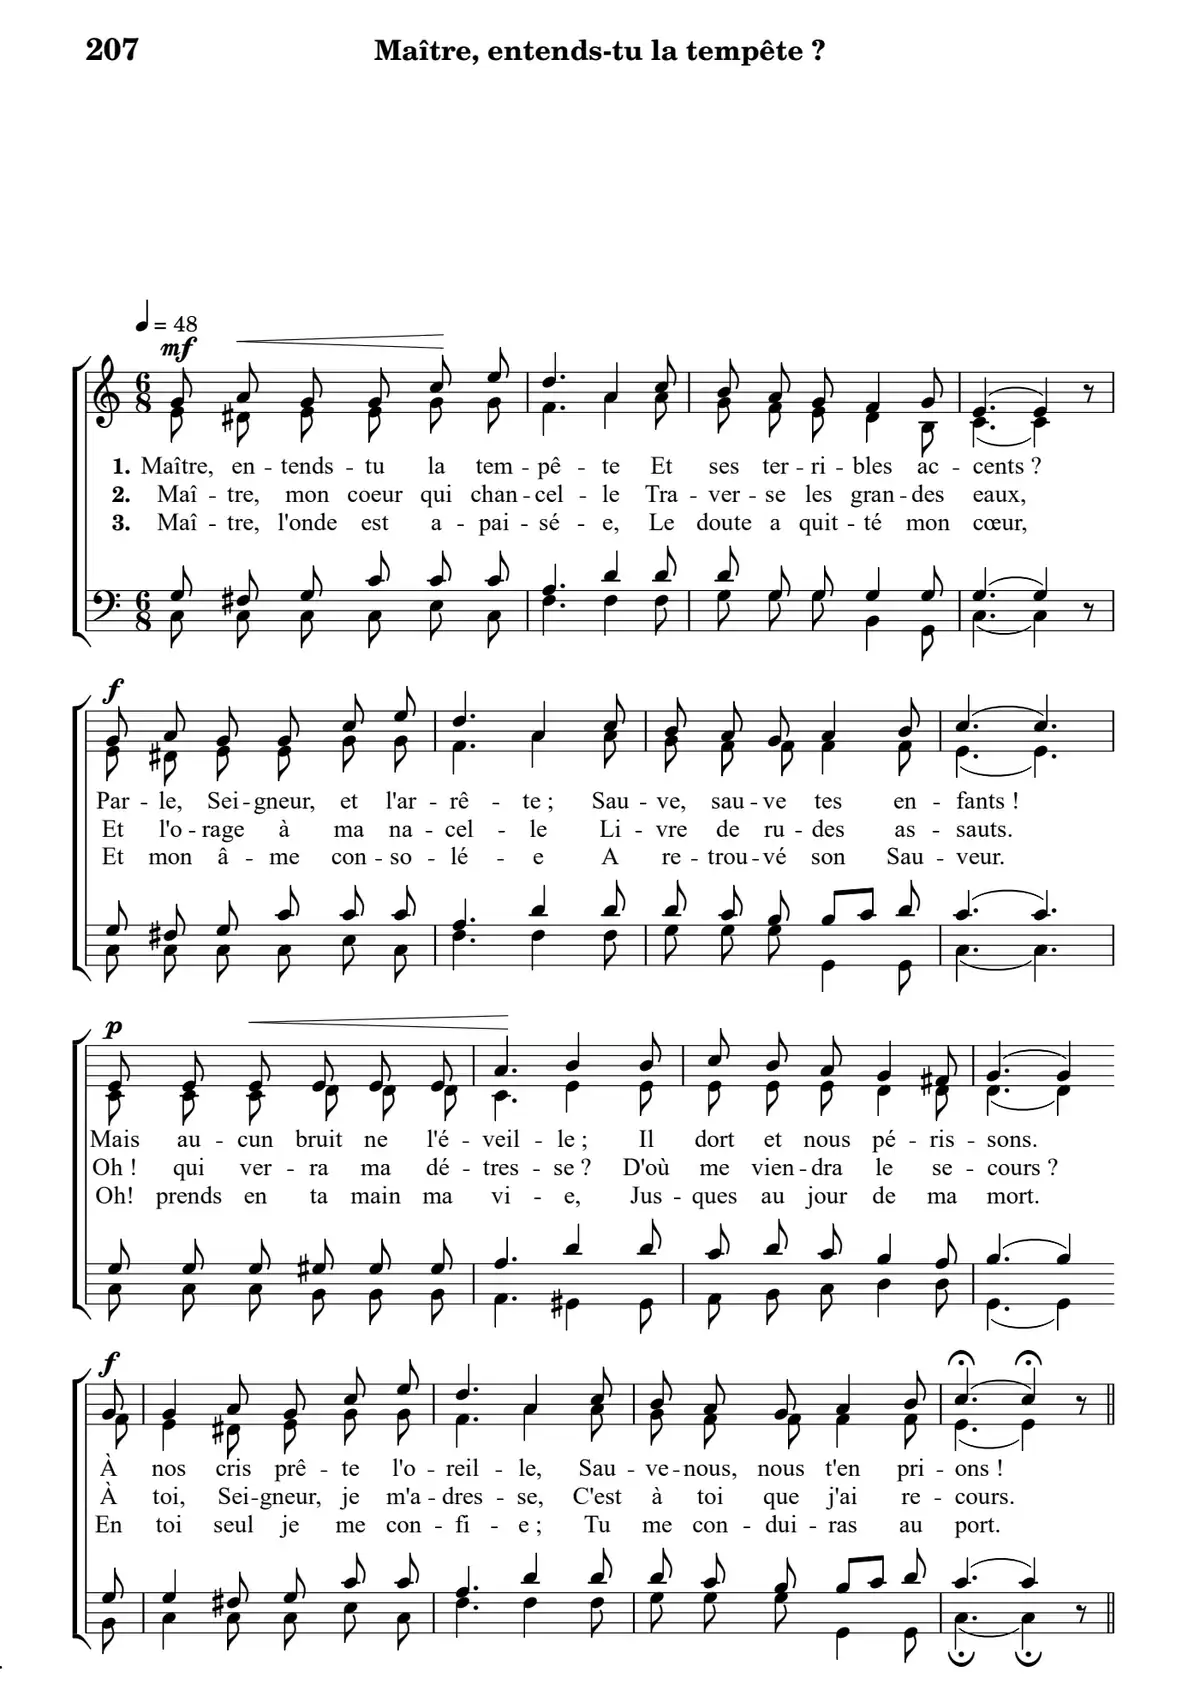 207 Maître, entends-tu la tempête ?
= 48
mf
1. Maître, en - tends - tu la tem - pê - te Et ses ter - ri - bles ac - cents ?
2. Maî - tre, mon coeur qui chan - cel - le Tra - ver - se les gran - des eaux,
3. Maî - tre, l'onde est a - pai - sé - e, Le doute a quit - té mon cœur,
f
Par - le, Sei - gneur, et l'ar - rê - te ; Sau - ve, sau - ve tes en - fants !
Et l'o - rage à ma na - cel - le Li - vre de ru - des as - sauts.
Et mon â - me con - so - lé - e A re - trou - vé son Sau - veur.
p
Mais au - cun bruit ne l'é - veil - le ; Il dort et nous pé - ris - sons.
Oh ! qui ver - ra ma dé - tres - se ? D'où me vien - dra le se - cours ?
Oh! prends en ta main ma vi - e, Jus - ques au jour de ma mort.
f
À nos cris prê - te l'o - reil - le, Sau - ve - nous, nous t'en pri - ons !
À toi, Sei - gneur, je m'a - dres - se, C'est à toi que j'ai re - cours.
En toi seul je me con - fi - e ; Tu me con - dui - ras au port.